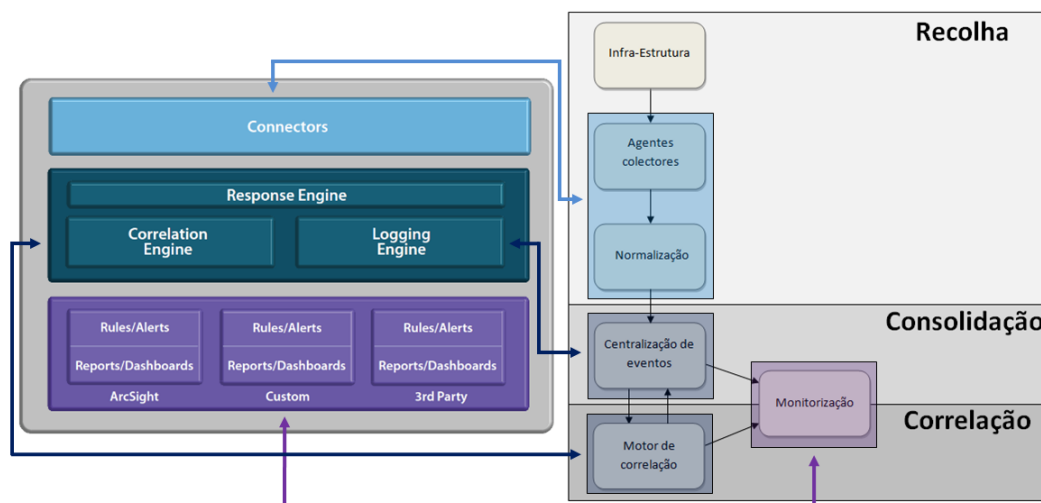 Recolha
Infra-Estrutura
Connectors
Agentes
colectores
Response Engine
Correlation
Engine
Logging
Engine
Normalização
Rules/Alerts
Rules/Alerts
Rules/Alerts
Reports/Dashboards
Reports/Dashboards
Reports/Dashboards
ArcSight
Custom
3rd Party
Consolidação
Centralização de
eventos
Monitorização
Correlação
Motor de
correlação